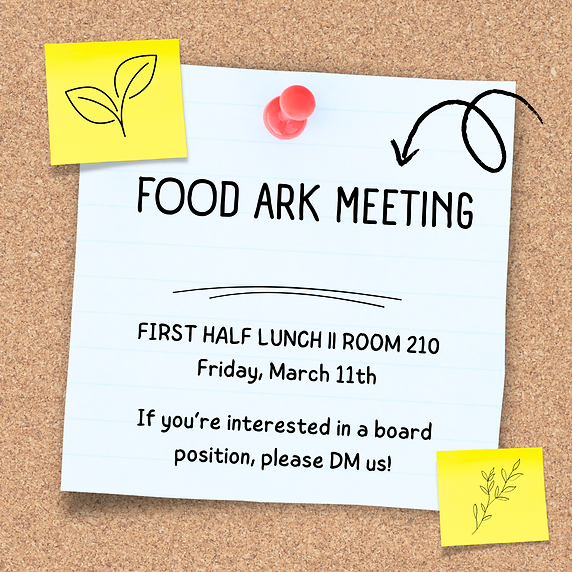 FOOD ARK MEETING
FIRST HALF LUNCH || ROOM 210
Friday, March 11th
If you're interested in a board
position, please DM us!